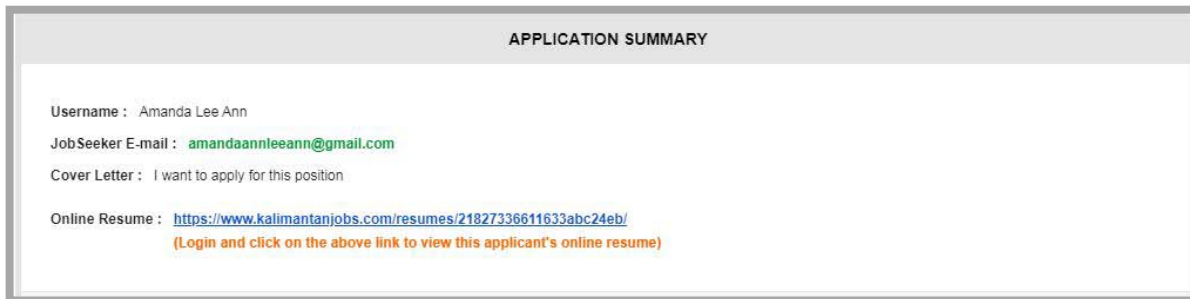 APPLICATION SUMMARY
Username : Amanda Lee Ann
JobSeeker E-mail : amandaannleeann@gmail.com
Cover Letter : I want to apply for this position
Online Resume : https://www.kalimantanjobs.com/resumes/21827336611633abc24eb/
(Login and click on the above link to view this applicant's online resume)